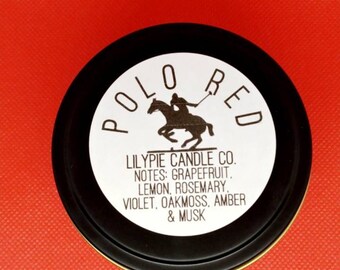 POLO RED
LILYPIE CANDLE CO.
NOTES: GRAPEFRUIT,
LEMON, ROSEMARY,
VIOLET, OAKMOSS, AMBER
& MUSK